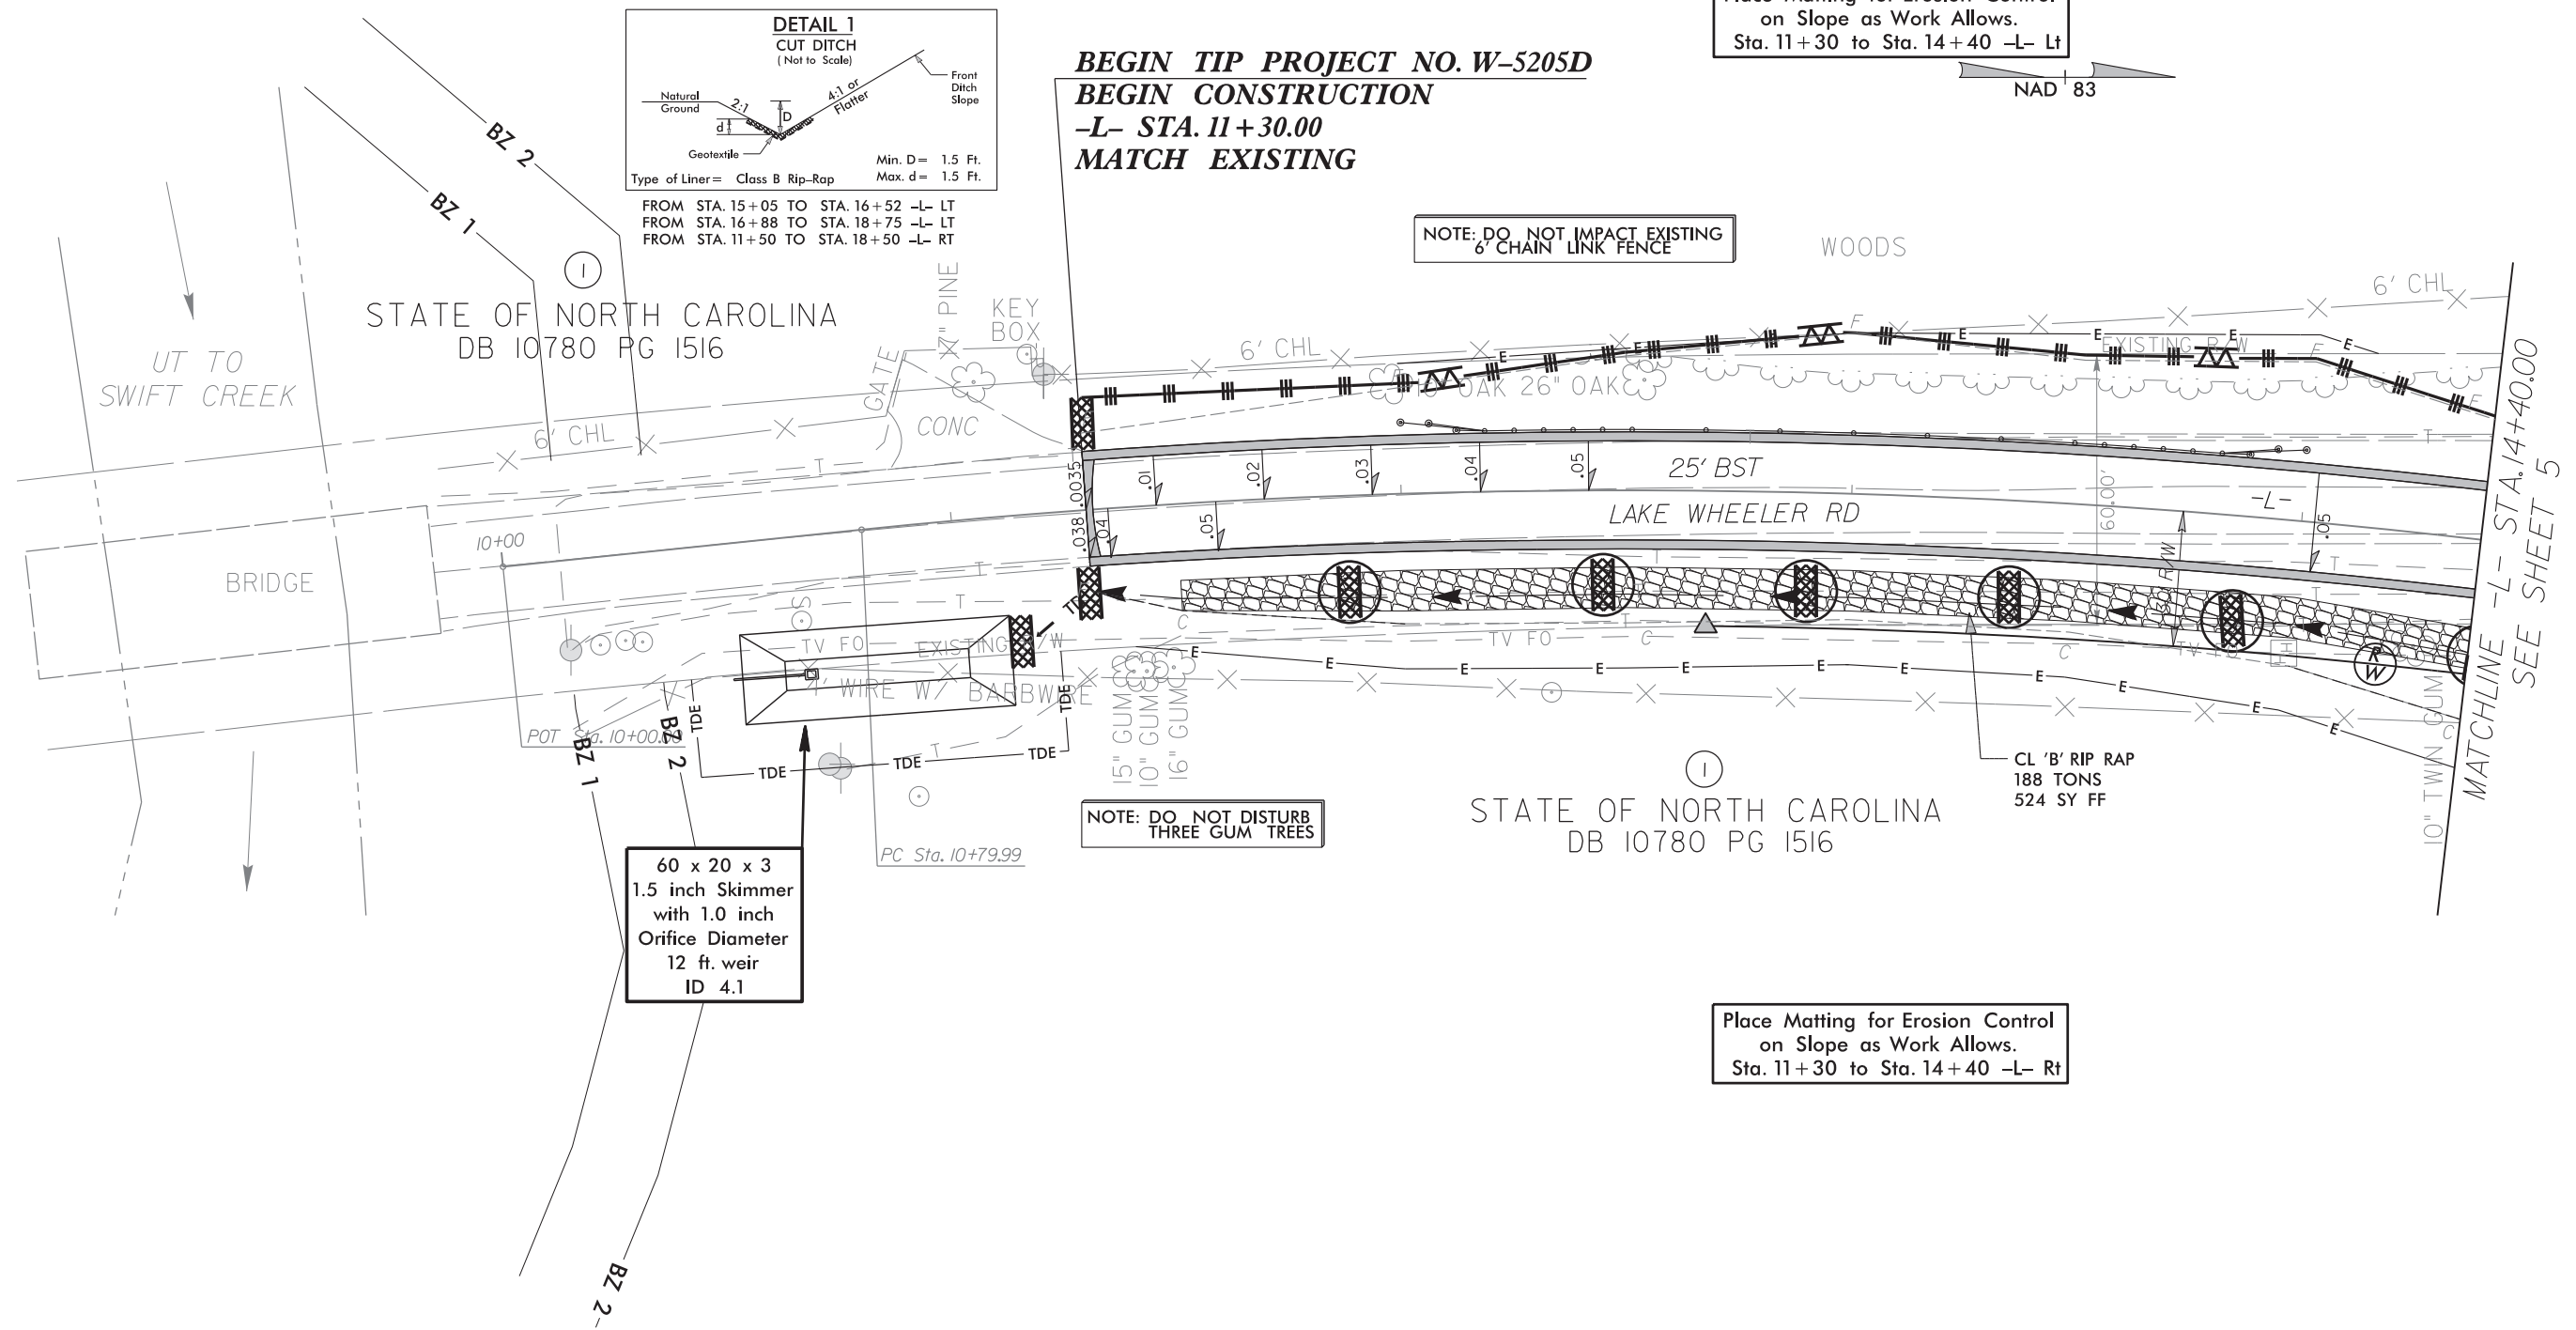 Place Matting for Erosion Control
on Slope as Work Allows.
Sta. 11+30 to Sta. 14+40 -L- Lt
NAD 83
DETAIL 1
CUT DITCH
( Not to Scale)
Natural
Ground
2:1
D
d
4:1 or
Flatter
Front
Ditch
Slope
Geotextile
Min. D = 1.5 Ft.
Max. d = 1.5 Ft.
Type of Liner = Class B Rip-Rap
FROM STA. 15+05 TO STA. 16+52 -L- LT
FROM STA. 16+88 TO STA. 18+75 -L- LT
FROM STA. 11+50 TO STA. 18+50 -L- RT
BEGIN TIP PROJECT NO. W-5205D
BEGIN CONSTRUCTION
-L- STA. 11+30.00
MATCH EXISTING
BZ 2
BZ 1
1
STATE OF NORTH CAROLINA
DB 10780 PG 1516
UT TO
SWIFT CREEK
NOTE: DO NOT IMPACT EXISTING
6' CHAIN LINK FENCE
WOODS
6' CHL
PINE
KEY
BOX
GATE
CONC
6' CHL
6' CHL
E
E
E
E
E
E
F
F
F
EXISTING R/W
OAK 26" OAK
.0035
.01
.02
.03
.04
.05
25' BST
LAKE WHEELER RD
-L-
60.00'
.05
.038
.04
.05
T
T
T
T
T
T
T
10+00
BRIDGE
S
TV FO
EXISTING R/W
WIRE W/ BARBWIRE
TV FO
C
C
C
C
R/W
H
R
W
MATCHLINE -L- STA. 14+40.00
SEE SHEET 5
POT Sta. 10+00.00
PC Sta. 10+79.99
BZ 1
BZ 2
TDE
TDE
TDE
TDE
TDE
15" GUM
10" GUM
16" GUM
10" TWIN GUM
E
E
E
E
E
E
E
E
E
E
NOTE: DO NOT DISTURB
THREE GUM TREES
1
STATE OF NORTH CAROLINA
DB 10780 PG 1516
CL 'B' RIP RAP
188 TONS
524 SY FF
60 x 20 x 3
1.5 inch Skimmer
with 1.0 inch
Orifice Diameter
12 ft. weir
ID 4.1
Place Matting for Erosion Control
on Slope as Work Allows.
Sta. 11+30 to Sta. 14+40 -L- Rt
BZ 2